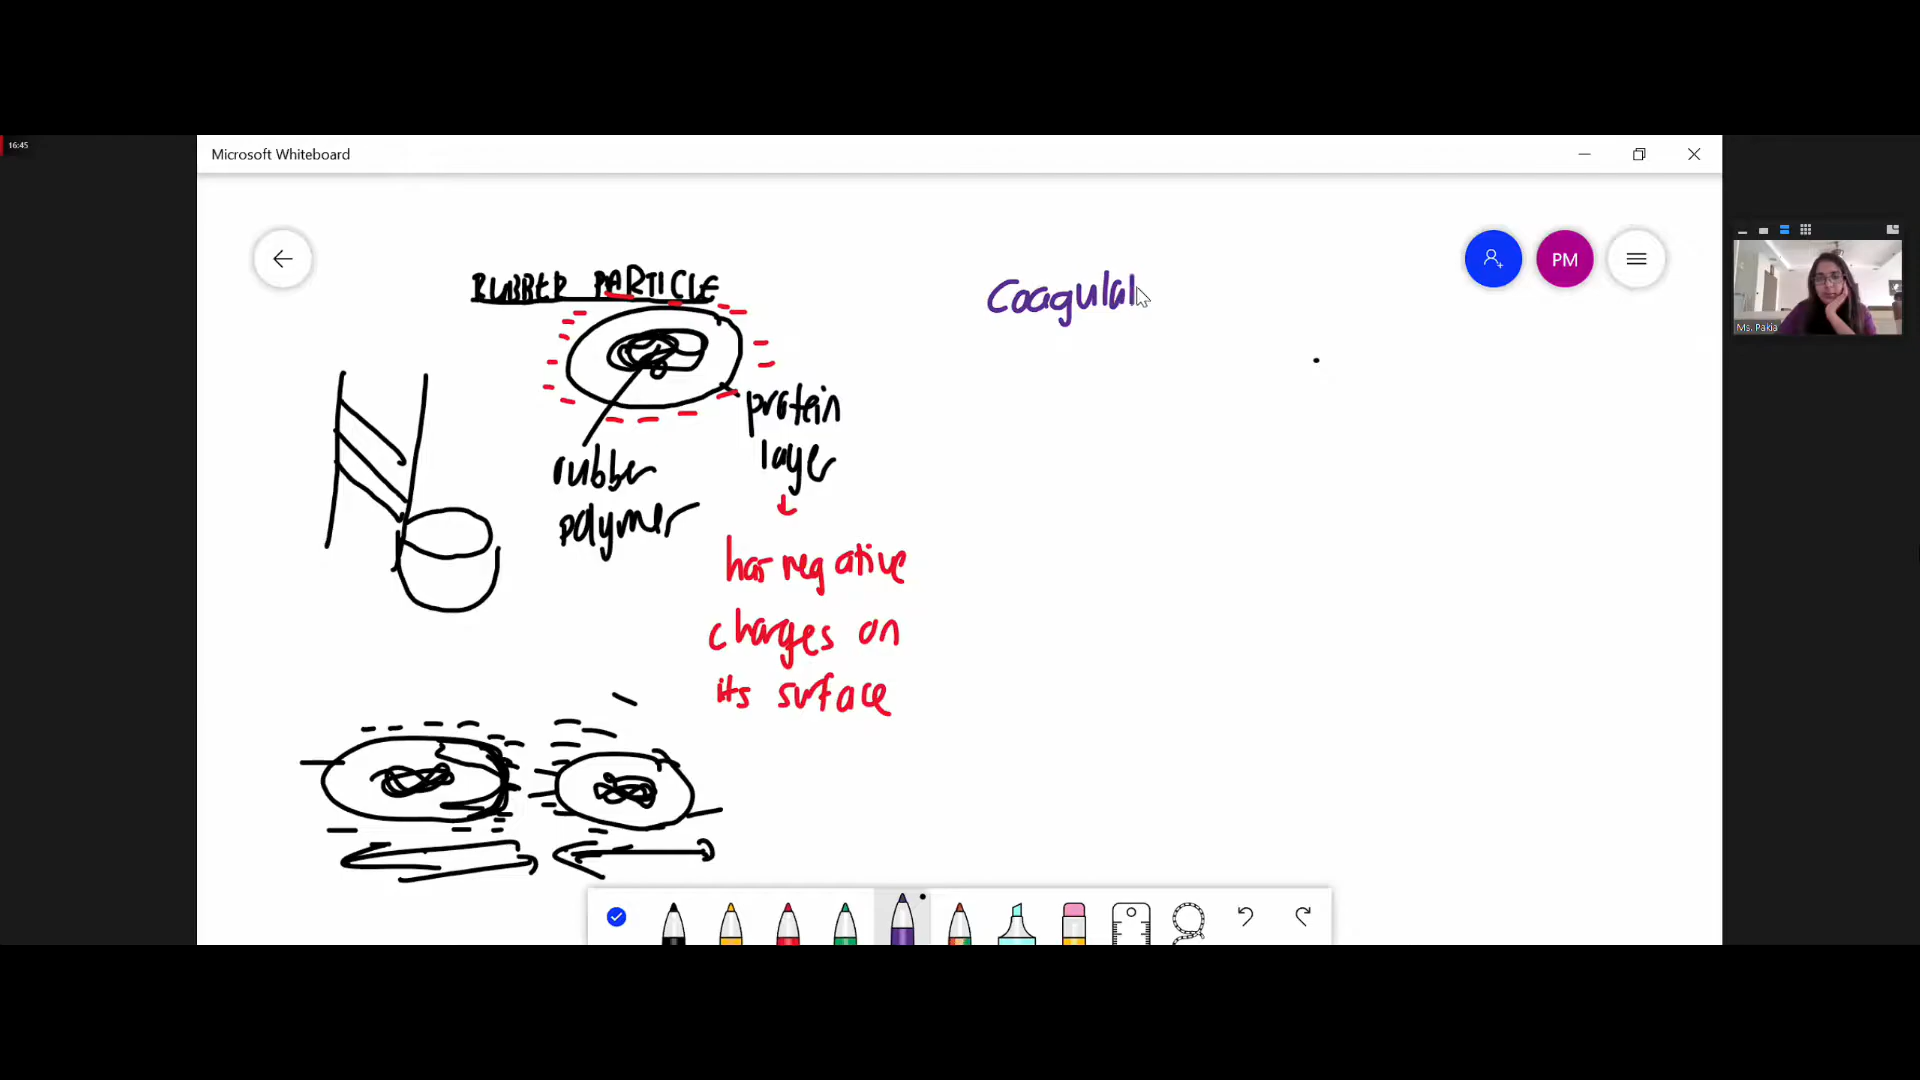 16:45
Microsoft Whiteboard
PM
RUBBER PARTICLE
Coagulal
protein
layer
rubber
polymer
has negative
charges on
its surface
Ms. Pakia